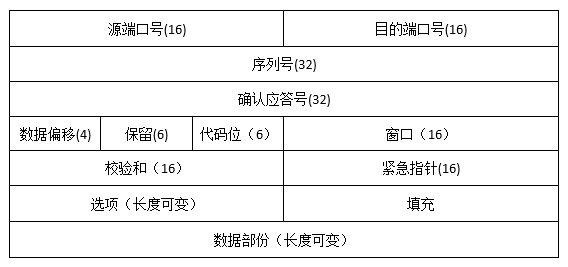 源端口号(16) 目的端口号(16)
序列号(32)
确认应答号(32)
数据偏移(4) 保留(6) 代码位（6） 窗口（16）
校验和（16） 紧急指针(16)
选项（长度可变） 填充
数据部份（长度可变）